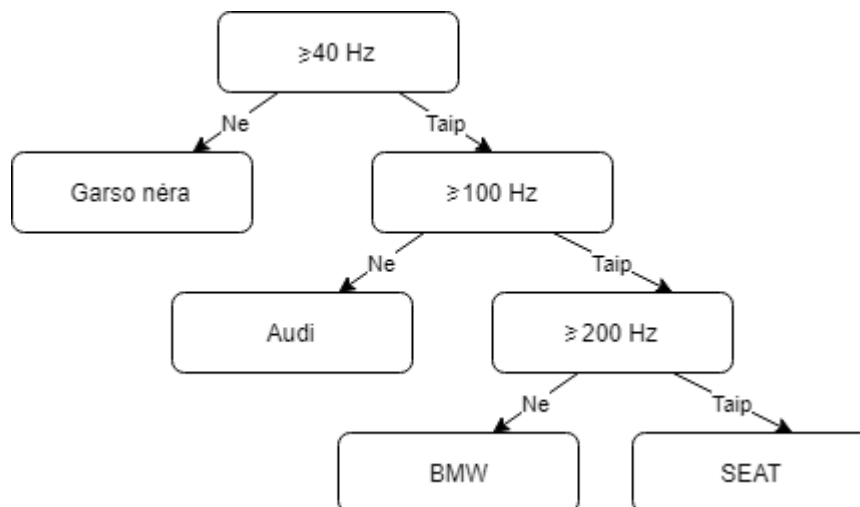 ⪖40 Hz
Ne
Taip
Garso nėra
⪖100 Hz
Ne
Taip
Audi
⪖200 Hz
Ne
Taip
BMW
SEAT